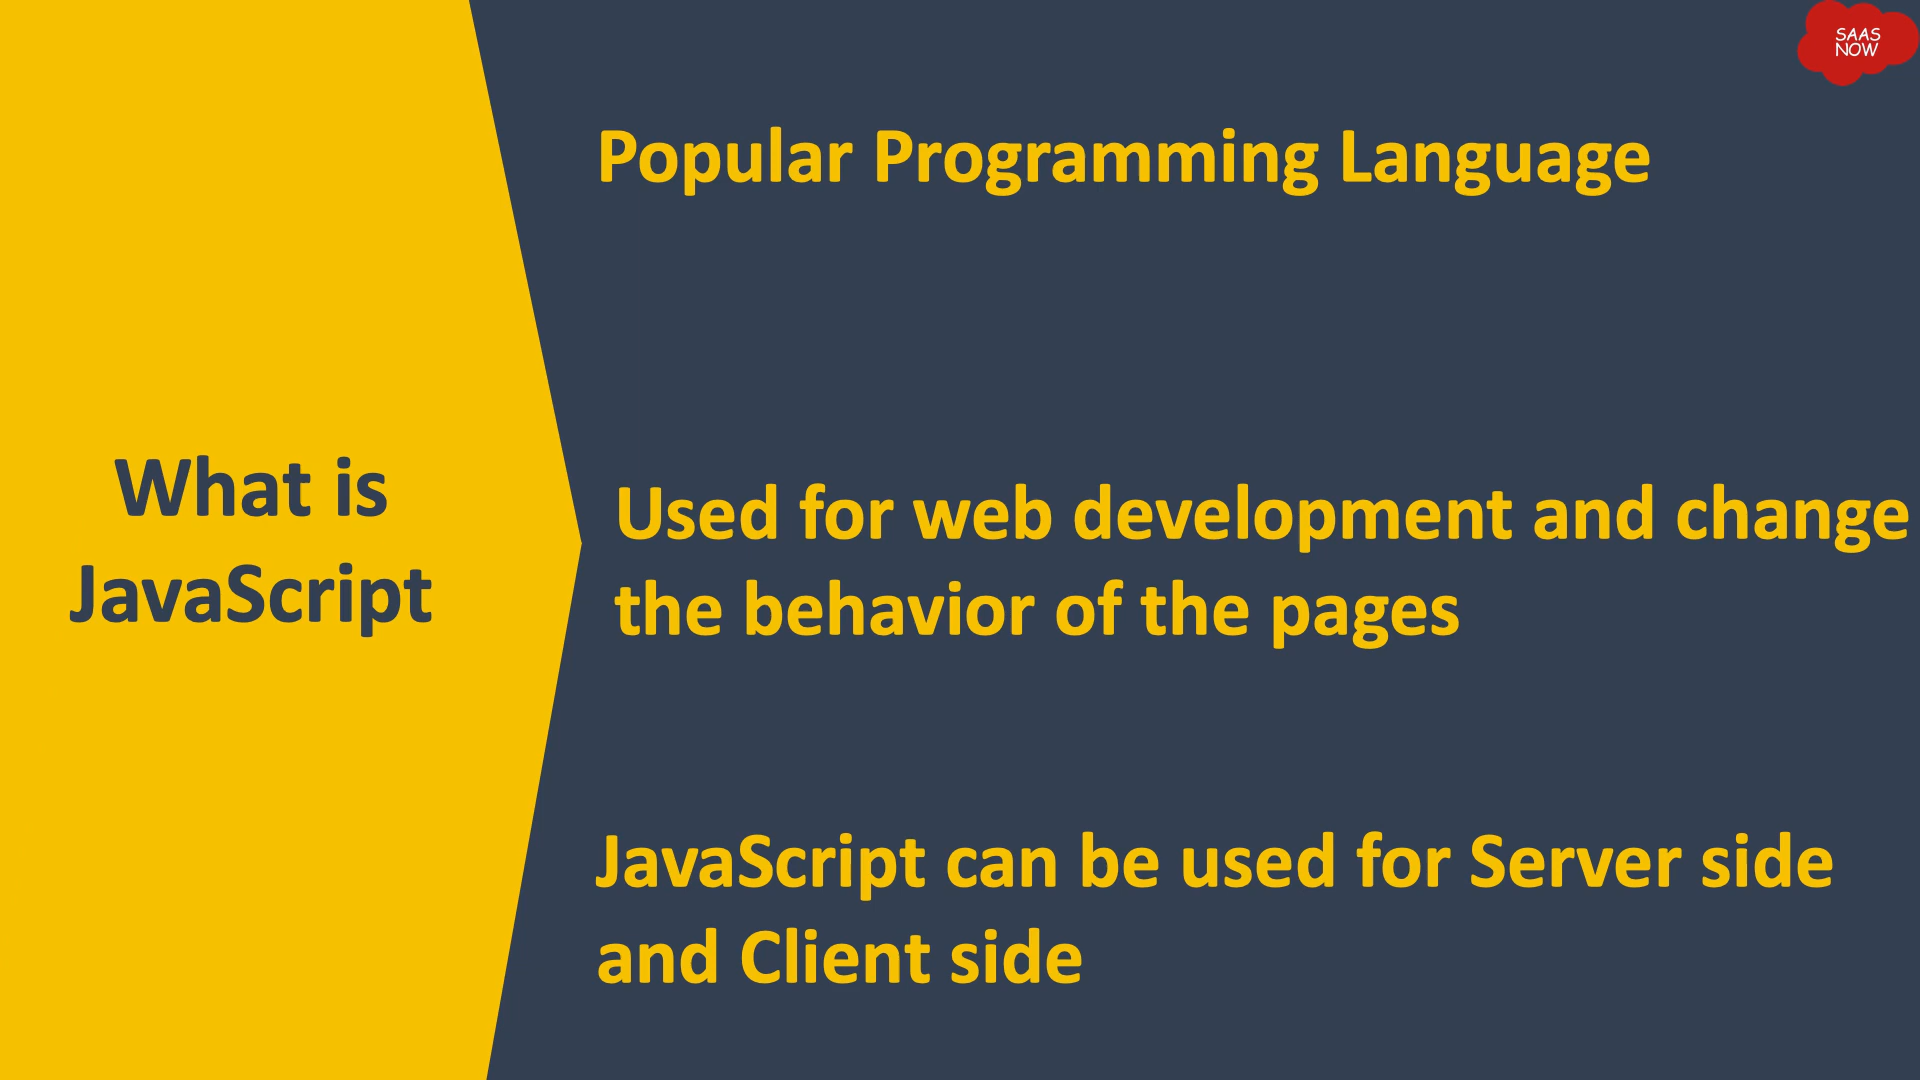 SAAS
NOW
Popular Programming Language
What is
JavaScript
Used for web development and change
the behavior of the pages
JavaScript can be used for Server side
and Client side